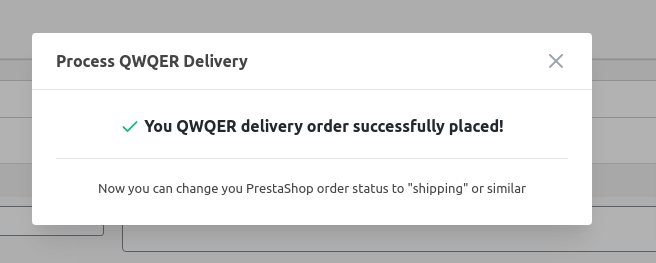 Process QWQER Delivery
You QWQER delivery order successfully placed!
Now you can change you PrestaShop order status to "shipping" or similar